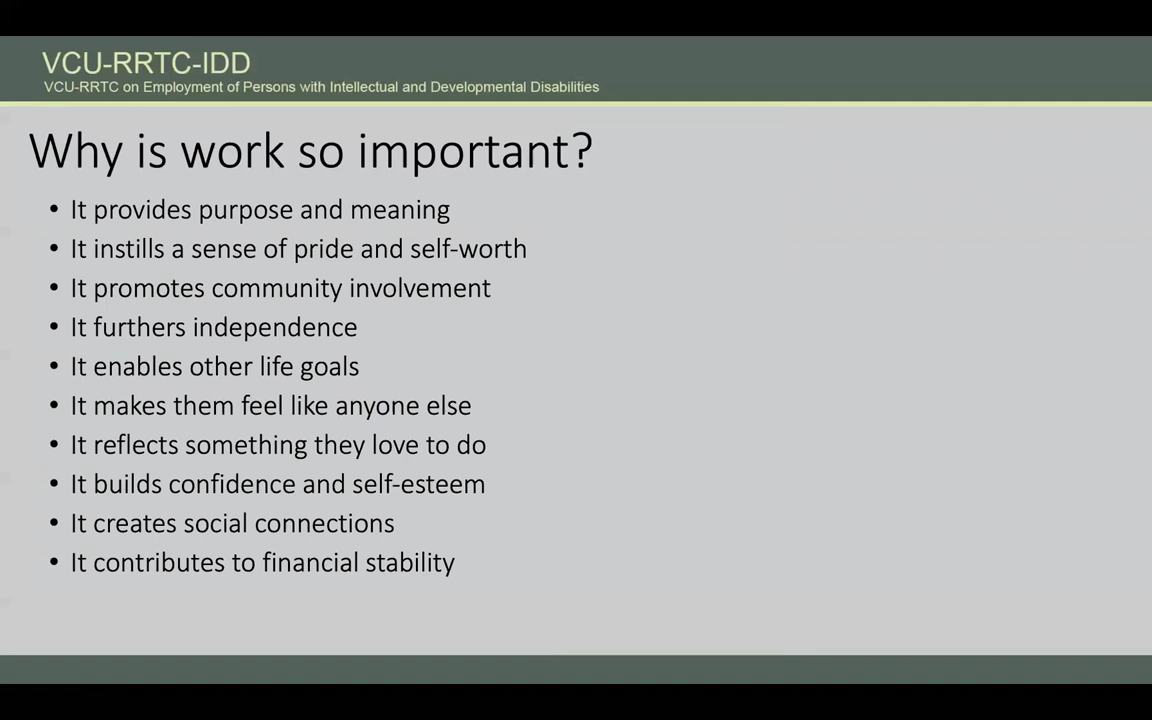 VCU-RRTC-IDD
VCU-RRTC on Employment of Persons with Intellectual and Developmental Disabilities
Why is work so important?
• It provides purpose and meaning
• It instills a sense of pride and self-worth
• It promotes community involvement
• It furthers independence
• It enables other life goals
• It makes them feel like anyone else
• It reflects something they love to do
• It builds confidence and self-esteem
• It creates social connections
• It contributes to financial stability